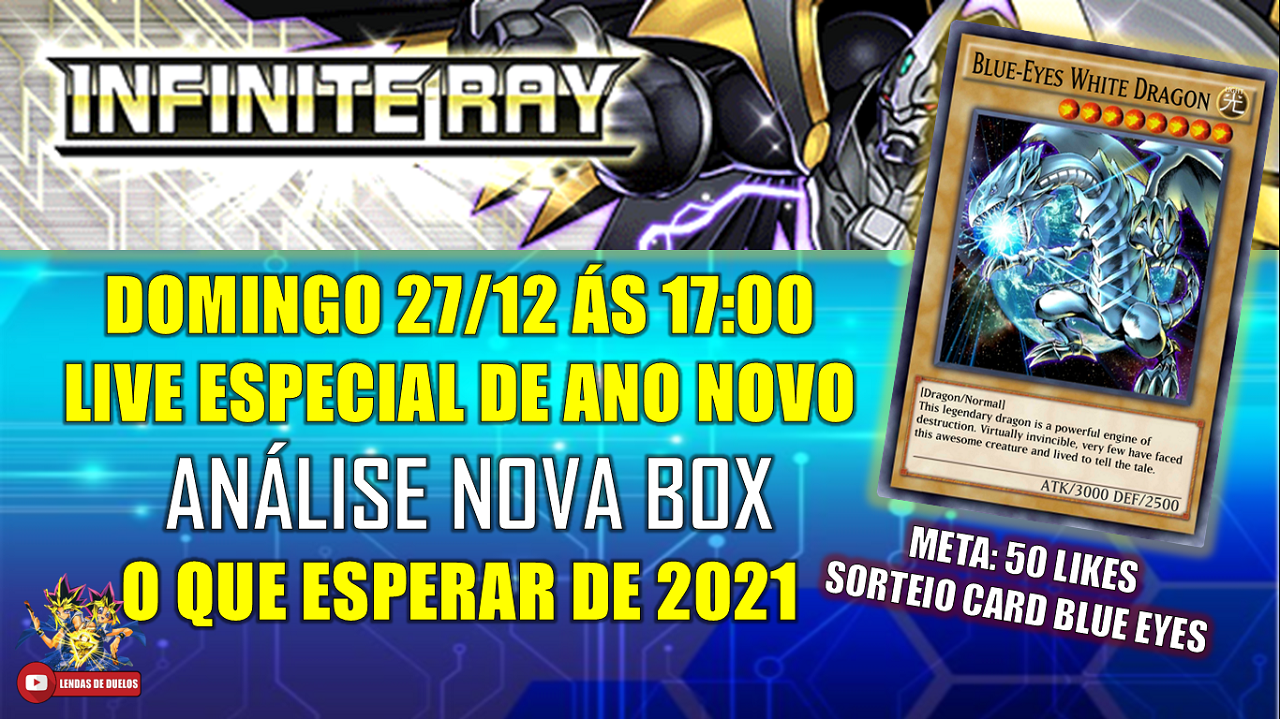 INFINITE RAY
BLUE-EYES WHITE DRAGON
光
[Dragon/Normal]
This legendary dragon is a powerful engine of
destruction. Virtually invincible, very few have faced
this awesome creature and lived to tell the tale.
ATK/3000 DEF/2500
DOMINGO 27/12 ÁS 17:00
LIVE ESPECIAL DE ANO NOVO
ANÁLISE NOVA BOX
O QUE ESPERAR DE 2021
META: 50 LIKES
SORTEIO CARD BLUE EYES
LENDAS DE DUELOS